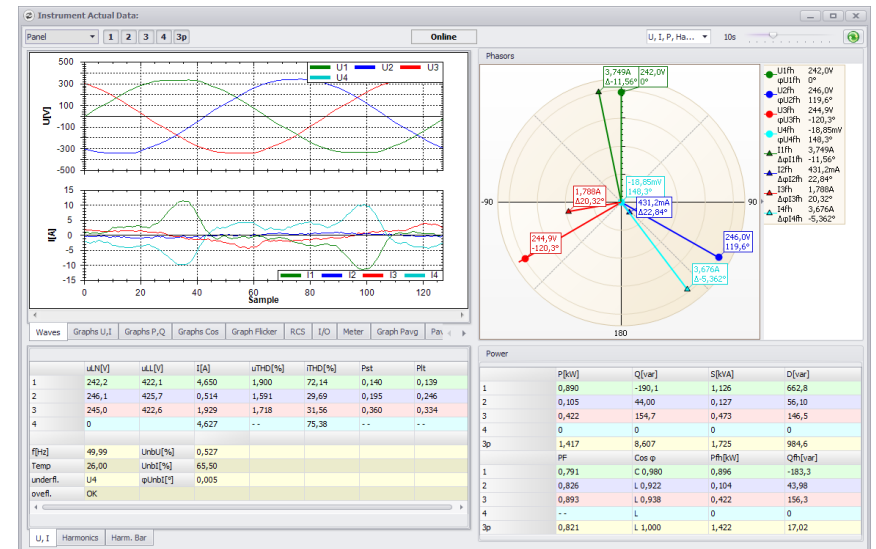 Instrument Actual Data:
Panel 1 2 3 4 3p Online U, I, P, Ha... 10s
U1 U2 U3
U4
500
300
100
-100
-300
-500
U[V]
15
10
5
0
-5
-10
-15
I[A]
I1 I2 I3 I4
0 20 40 60 80 100 120
Sample
Waves Graphs U,I Graphs P,Q Graphs Cos Graph Flicker RCS I/O Meter Graph Pavg Pav
Phasors
3,749A
Δ-11,56°
242,0V
0°
-90
90
180
-18,85mV
148,3°
1,788A
Δ20,32°
431,2mA
Δ22,84°
244,9V
-120,3°
246,0V
119,6°
3,676A
Δ-5,362°
U1fh 242,0V
φU1fh 0°
U2fh 246,0V
φU2fh 119,6°
U3fh 244,9V
φU3fh -120,3°
U4fh -18,85mV
φU4fh 148,3°
I1fh 3,749A
ΔφI1fh -11,56°
I2fh 431,2mA
ΔφI2fh 22,84°
I3fh 1,788A
ΔφI3fh 20,32°
I4fh 3,676A
ΔφI4fh -5,362°
uLN[V] uLL[V] I[A] uTHD[%] iTHD[%] Pst Plt
1 242,2 422,1 4,650 1,900 72,14 0,140 0,139
2 246,1 425,7 0,514 1,591 29,69 0,195 0,246
3 245,0 422,6 1,929 1,718 31,56 0,360 0,334
4 0 4,627 -- 75,38 -- --
f[Hz] 49,99 UnbU[%] 0,527
Temp 26,00 UnbI[%] 65,50
underfl. U4 φUnbI[°] 0,005
ovefl. OK
U, I Harmonics Harm. Bar
Power
P[kW] Q[var] S[kVA] D[var]
1 0,890 -190,1 1,126 662,8
2 0,105 44,00 0,127 56,10
3 0,422 154,7 0,473 146,5
4 0 0 0 0
3p 1,417 8,607 1,725 984,6
PF Cos φ Pfh[kW] Qfh[var]
1 0,791 C 0,980 0,896 -183,3
2 0,826 L 0,922 0,104 43,98
3 0,893 L 0,938 0,422 156,3
4 -- L 0 0
3p 0,821 L 1,000 1,422 17,02